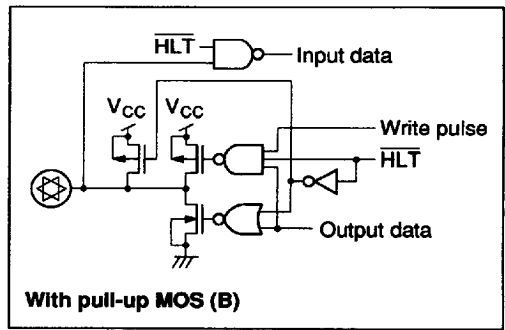 HLT
Input data
VCC VCC
Write pulse
HLT
Output data
With pull-up MOS (B)